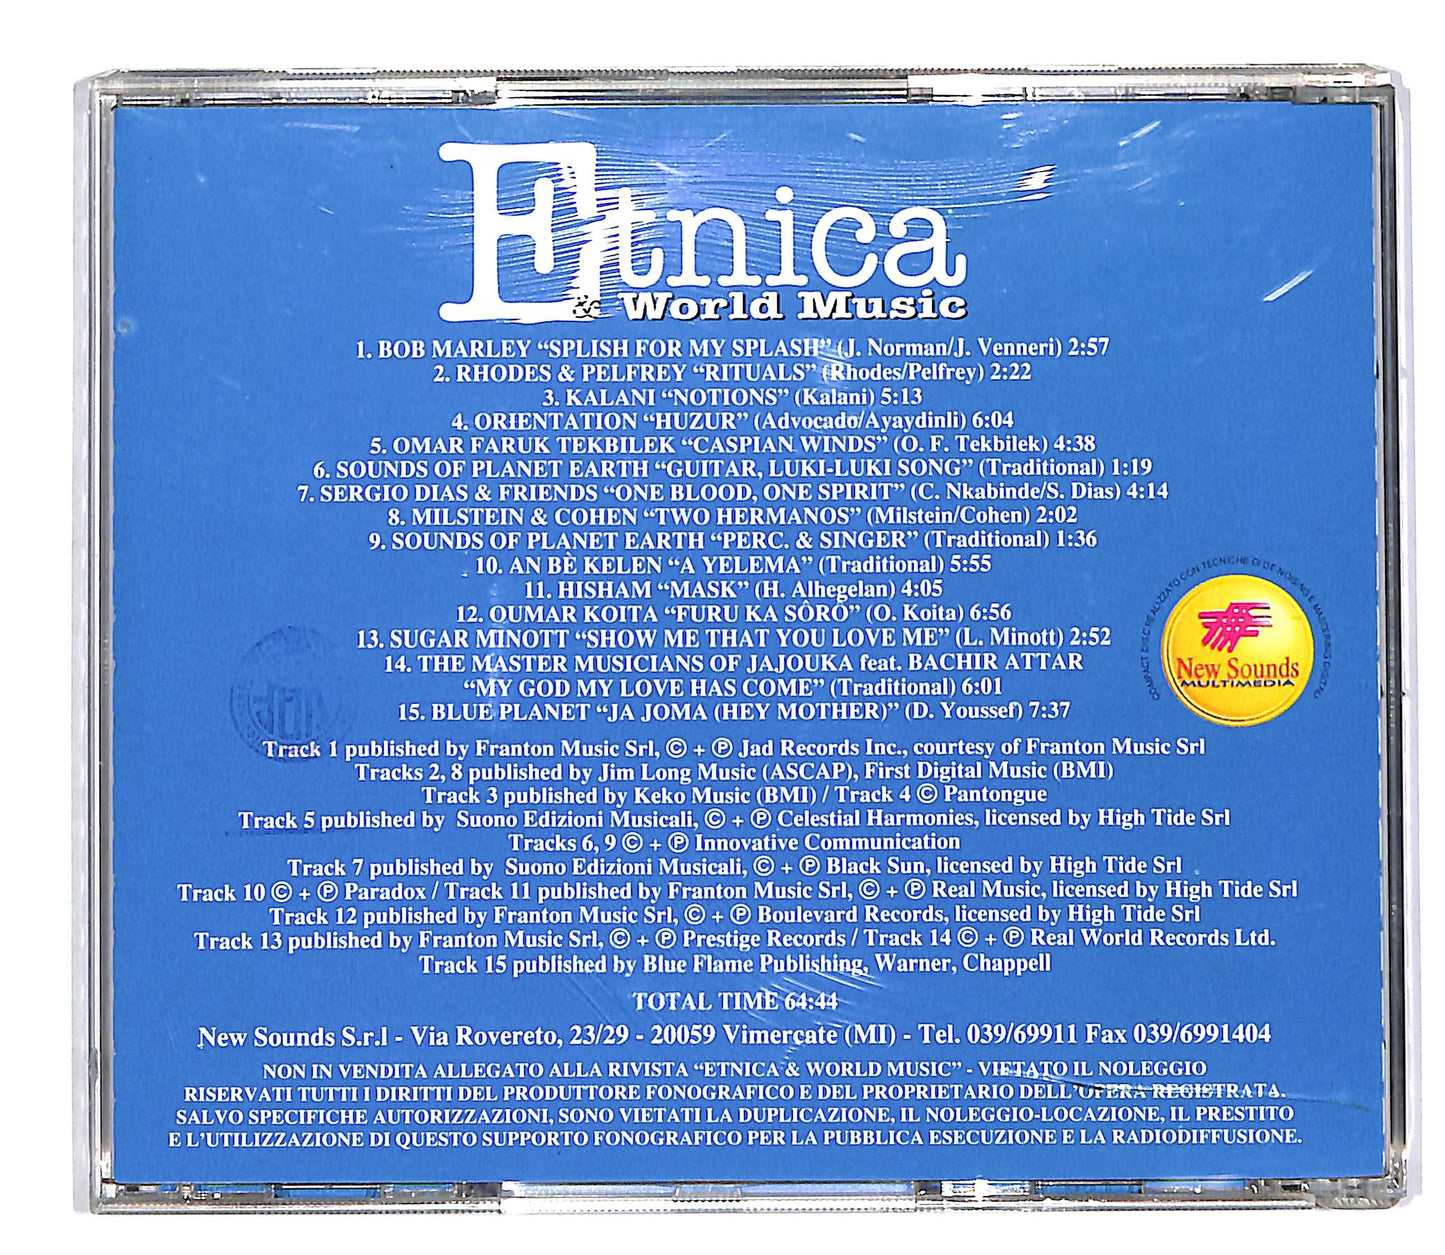 Etnica
& World Music
1. BOB MARLEY “SPLISH FOR MY SPLASH” (J. Norman/J. Venneri) 2:57
2. RHODES & PELFREY “RITUALS” (Rhodes/Pelfrey) 2:22
3. KALANI “NOTIONS” (Kalani) 5:13
4. ORIENTATION “HUZUR” (Advocado/Ayaydinli) 6:04
5. OMAR FARUK TEKBILEK “CASPIAN WINDS” (O. F. Tekbilek) 4:38
6. SOUNDS OF PLANET EARTH “GUITAR, LUKI-LUKI SONG” (Traditional) 1:19
7. SERGIO DIAS & FRIENDS “ONE BLOOD, ONE SPIRIT” (C. Nkabinde/S. Dias) 4:14
8. MILSTEIN & COHEN “TWO HERMANOS” (Milstein/Cohen) 2:02
9. SOUNDS OF PLANET EARTH “PERC. & SINGER” (Traditional) 1:36
10. AN BÈ KELEN “A YELEMA” (Traditional) 5:55
11. HISHAM “MASK” (H. Alhegelan) 4:05
12. OUMAR KOITA “FURU KA SÔRÔ” (O. Koita) 6:56
13. SUGAR MINOTT “SHOW ME THAT YOU LOVE ME” (L. Minott) 2:52
14. THE MASTER MUSICIANS OF JAJOUKA feat. BACHIR ATTAR
“MY GOD MY LOVE HAS COME” (Traditional) 6:01
15. BLUE PLANET “JA JOMA (HEY MOTHER)” (D. Youssef) 7:37
COMPACT DISC REALIZZATO CON TECNICHE DI DE NOISING E MASTERING DIGITALI
New Sounds
MULTIMEDIA
Track 1 published by Franton Music Srl, © + ℗ Jad Records Inc., courtesy of Franton Music Srl
Tracks 2, 8 published by Jim Long Music (ASCAP), First Digital Music (BMI)
Track 3 published by Keko Music (BMI) / Track 4 © Pantongue
Track 5 published by Suono Edizioni Musicali, © + ℗ Celestial Harmonies, licensed by High Tide Srl
Tracks 6, 9 © + ℗ Innovative Communication
Track 7 published by Suono Edizioni Musicali, © + ℗ Black Sun, licensed by High Tide Srl
Track 10 © + ℗ Paradox / Track 11 published by Franton Music Srl, © + ℗ Real Music, licensed by High Tide Srl
Track 12 published by Franton Music Srl, © + ℗ Boulevard Records, licensed by High Tide Srl
Track 13 published by Franton Music Srl, © + ℗ Prestige Records / Track 14 © + ℗ Real World Records Ltd.
Track 15 published by Blue Flame Publishing, Warner, Chappell
TOTAL TIME 64:44
New Sounds S.r.l - Via Rovereto, 23/29 - 20059 Vimercate (MI) - Tel. 039/69911 Fax 039/6991404
NON IN VENDITA ALLEGATO ALLA RIVISTA “ETNICA & WORLD MUSIC” - VIETATO IL NOLEGGIO
RISERVATI TUTTI I DIRITTI DEL PRODUTTORE FONOGRAFICO E DEL PROPRIETARIO DELL’OPERA REGISTRATA.
SALVO SPECIFICHE AUTORIZZAZIONI, SONO VIETATI LA DUPLICAZIONE, IL NOLEGGIO-LOCAZIONE, IL PRESTITO
E L’UTILIZZAZIONE DI QUESTO SUPPORTO FONOGRAFICO PER LA PUBBLICA ESECUZIONE E LA RADIODIFFUSIONE.